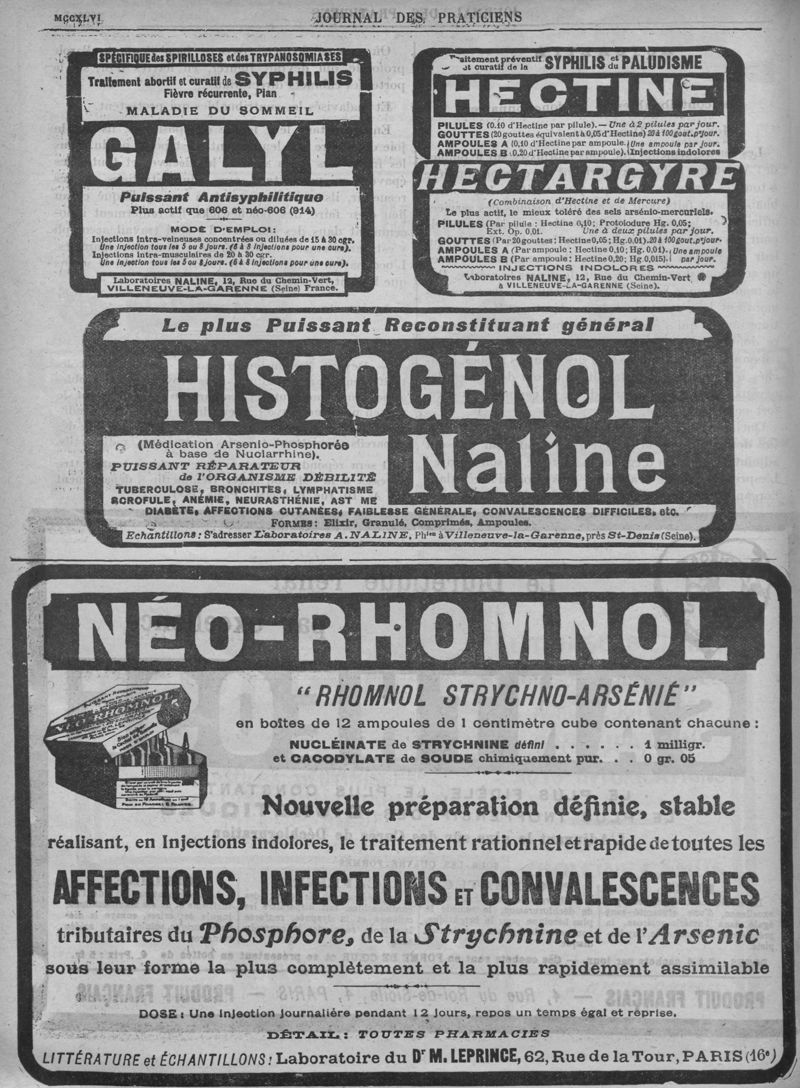 MCCXLVI
JOURNAL DES PRATICIENS
SPÉCIFIQUE des SPIRILLOSES et des TRYPANOSOMIASES
Traitement abortif et curatif de SYPHILIS
Fièvre récurrente, Pian
MALADIE DU SOMMEIL
GALYL
Puissant Antisyphilitique
Plus actif que 606 et néo-606 (914)
MODE D'EMPLOI:
Injections intra-veineuses concentrées ou diluées de 15 à 30 cgr.
Une injection tous les 5 ou 8 jours. (6 à 8 injections pour une cure).
Injections intra-musculaires de 20 à 30 cgr.
Une injection tous les 5 ou 8 jours. (6 à 8 injections pour une cure).
Laboratoires NALINE, 12, Rue du Chemin-Vert,
VILLENEUVE-LA-GARENNE (Seine) France.
Traitement préventif
et curatif de la SYPHILIS et du PALUDISME
HECTINE
PILULES (0.10 d'Hectine par pilule). — Une à 2 pilules par jour.
GOUTTES (20 gouttes équivalent à 0,05 d'Hectine) 20 à 100 gout. p' jour.
AMPOULES A (0,10 d'Hectine par ampoule. Une ampoule par jour.
AMPOULES B (0,20 d'Hectine par ampoule). Injections indolores
HECTARGYRE
(Combinaison d'Hectine et de Mercure)
Le plus actif, le mieux toléré des sels arsénio-mercuriels.
PILULES (Par pilule : Hectine 0,10; Protoiodure Hg. 0,05;
Ext. Op. 0,01. Une à deux pilules par jour.
GOUTTES (Par 20 gouttes: Hectine 0,05; Hg. 0.01). 20 à 100 gout. p' jour.
AMPOULES A (Par ampoule: Hectine 0,10; Hg. 0,01). Une ampoule
AMPOULES B (Par ampoule: Hectine 0,20; Hg 0,015). par jour.
INJECTIONS INDOLORES
Laboratoires NALINE, 12, Rue du Chemin-Vert
à VILLENEUVE-LA-GARENNE (Seine).
Le plus Puissant Reconstituant général
HISTOGÉNOL
Naline
(Médication Arsenio-Phosphorée
à base de Nuclarrhine).
PUISSANT RÉPARATEUR
de l'ORGANISME DÉBILITÉ
TUBERCULOSE, BRONCHITES, LYMPHATISME
SCROFULE, ANÉMIE, NEURASTHÉNIE, AST ME
DIABÈTE, AFFECTIONS CUTANÉES, FAIBLESSE GÉNÉRALE, CONVALESCENCES DIFFICILES, etc.
FORMES: Elixir, Granulé, Comprimés, Ampoules.
Echantillons: S'adresser Laboratoires A. NALINE, Phien à Villeneuve-la-Garenne, près St-Denis (Seine).
NÉO-RHOMNOL
NÉO-RHOMNOL
"RHOMNOL STRYCHNO-ARSÉNIÉ"
en boîtes de 12 ampoules de 1 centimètre cube contenant chacune :
NUCLÉINATE de STRYCHNINE défini . . . . . . 1 milligr.
et CACODYLATE de SOUDE chimiquement pur. . . 0 gr. 05
Nouvelle préparation définie, stable
réalisant, en Injections indolores, le traitement rationnel et rapide de toutes les
AFFECTIONS, INFECTIONS ET CONVALESCENCES
tributaires du Phosphore, de la Strychnine et de l'Arsenic
sous leur forme la plus complètement et la plus rapidement assimilable
DOSE : Une injection journalière pendant 12 jours, repos un temps égal et reprise.
DÉTAIL : TOUTES PHARMACIES
LITTÉRATURE et ÉCHANTILLONS : Laboratoire du Dr M. LEPRINCE, 62, Rue de la Tour, PARIS (16e)